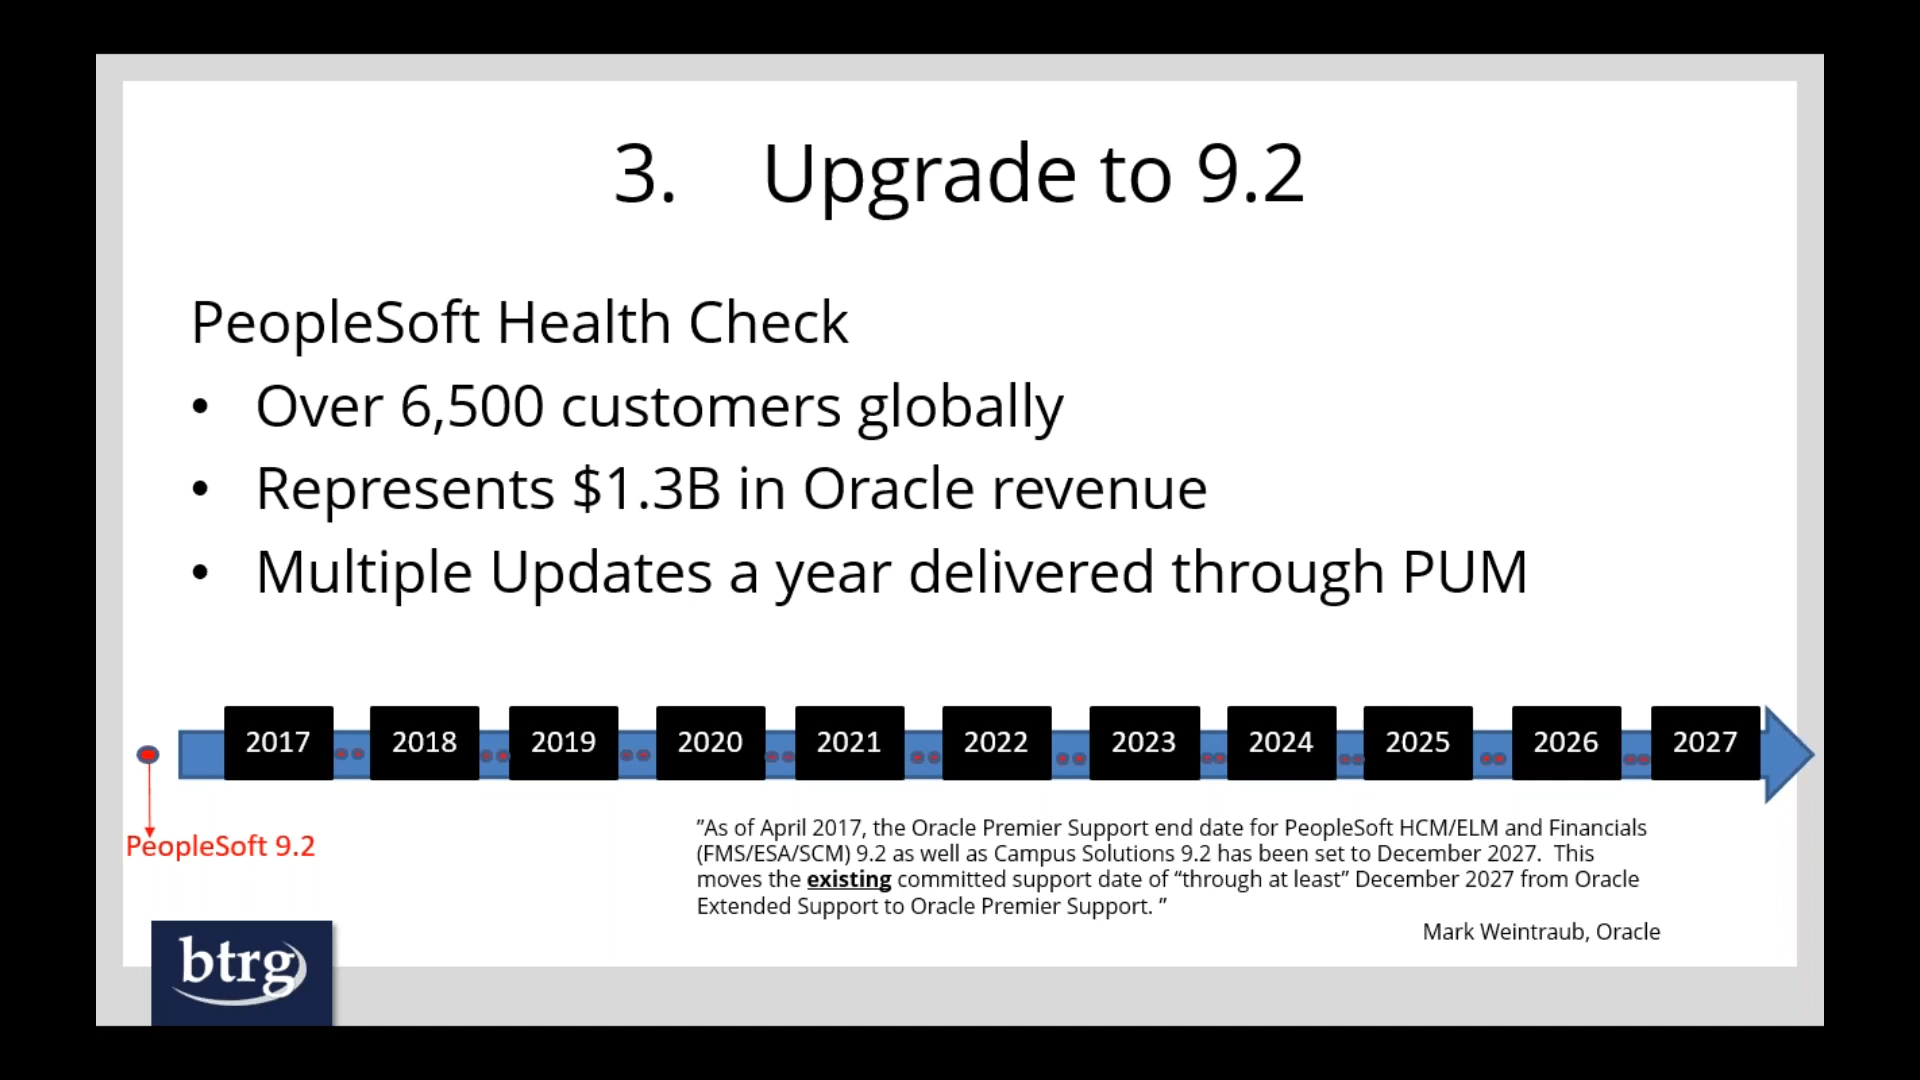 3. Upgrade to 9.2
PeopleSoft Health Check
• Over 6,500 customers globally
• Represents $1.3B in Oracle revenue
• Multiple Updates a year delivered through PUM
2017 2018 2019 2020 2021 2022 2023 2024 2025 2026 2027
PeopleSoft 9.2
"As of April 2017, the Oracle Premier Support end date for PeopleSoft HCM/ELM and Financials
(FMS/ESA/SCM) 9.2 as well as Campus Solutions 9.2 has been set to December 2027.  This
moves the existing committed support date of “through at least” December 2027 from Oracle
Extended Support to Oracle Premier Support. "
Mark Weintraub, Oracle
btrg